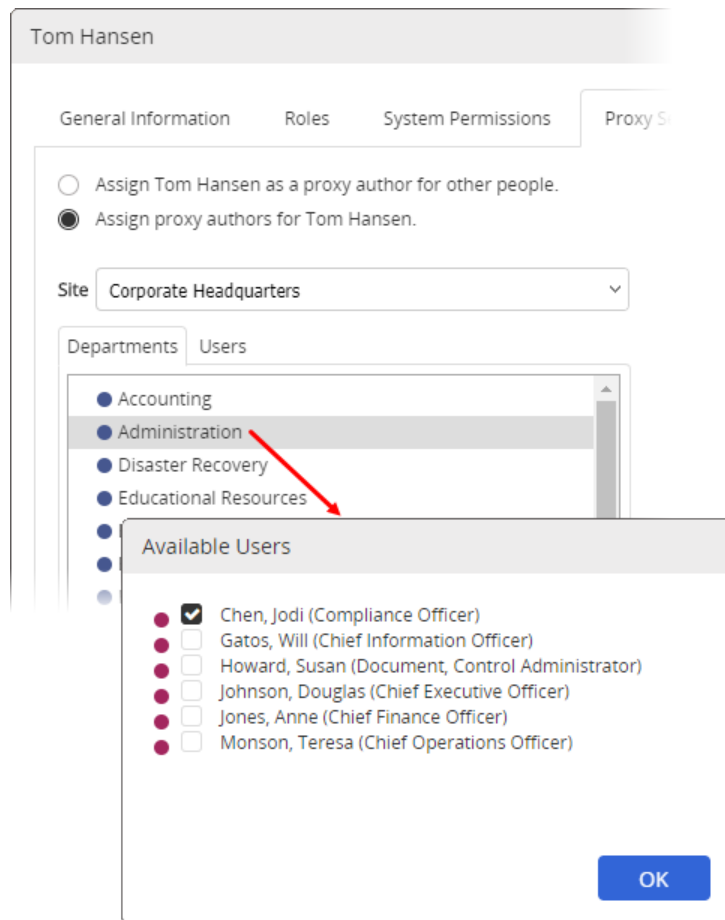 Tom Hansen
General Information Roles System Permissions Proxy
Assign Tom Hansen as a proxy author for other people.
Assign proxy authors for Tom Hansen.
Site Corporate Headquarters
Departments Users
Accounting
Administration
Disaster Recovery
Educational Resources
Available Users
Chen, Jodi (Compliance Officer)
Gatos, Will (Chief Information Officer)
Howard, Susan (Document, Control Administrator)
Johnson, Douglas (Chief Executive Officer)
Jones, Anne (Chief Finance Officer)
Monson, Teresa (Chief Operations Officer)
OK